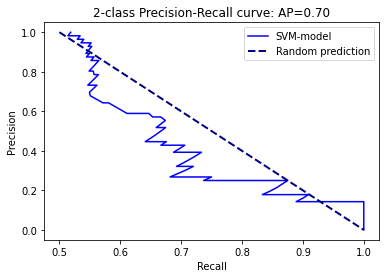 2-class Precision-Recall curve: AP=0.70
SVM-model
Random prediction
Precision
1.0
0.8
0.6
0.4
0.2
0.0
0.5
0.6
0.7
0.8
0.9
1.0
Recall